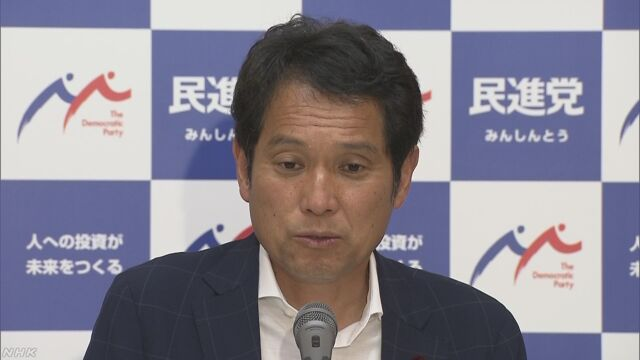 The
Democratic
Party
民進党
みんしんとう
民進党
みんしんとう
人への投資が
未来をつくる
The
Democratic
Party
NHK